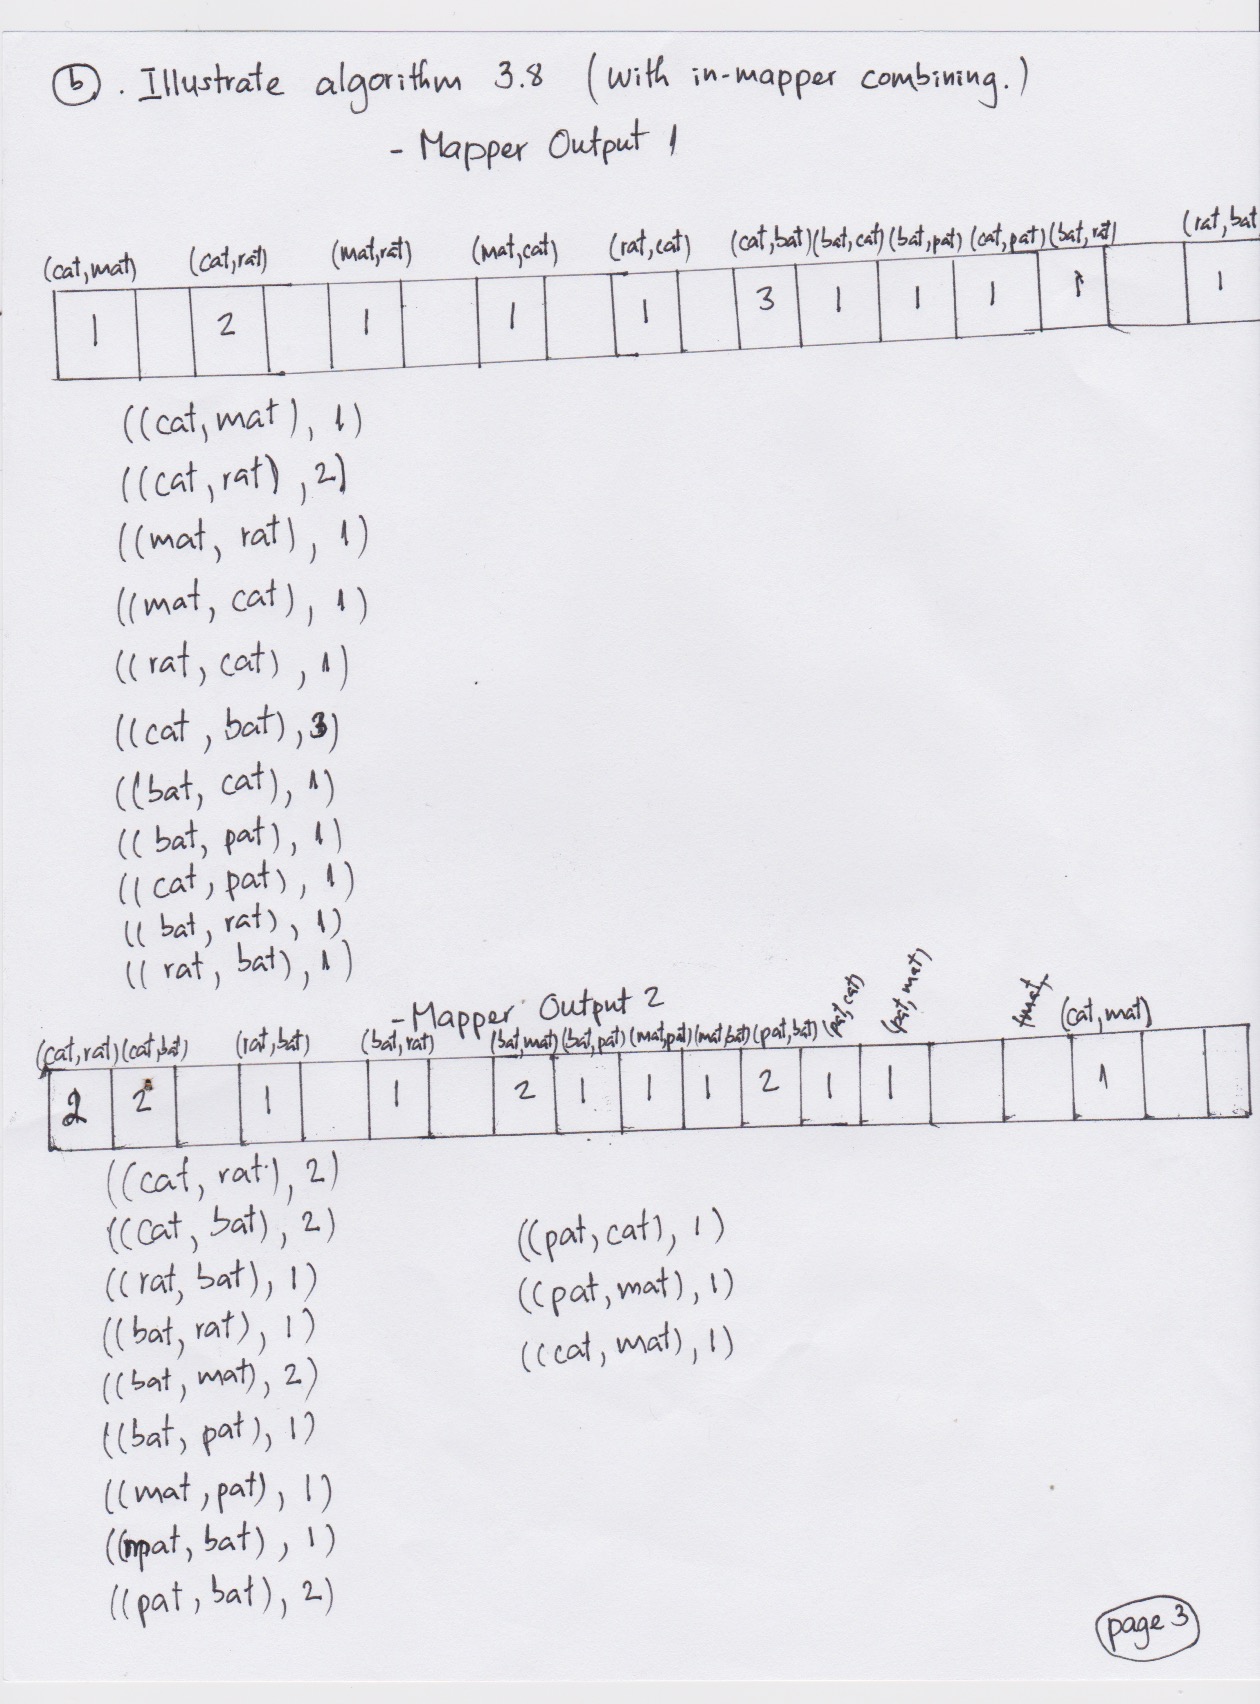 b. Illustrate algorithm 3.8 (with in-mapper combining.)
- Mapper Output 1
(cat,mat) (cat,rat) (mat,rat) (mat,cat) (rat,cat) (cat,bat) (bat,cat) (bat,pat) (cat,pat) (bat,rat) (rat,bat
1 2 1 1 1 3 1 1 1 1 1
((cat,mat), 1)
((cat,rat), 2)
((mat, rat), 1)
((mat, cat), 1)
((rat, cat), 1)
((cat, bat), 3)
((bat, cat), 1)
((bat, pat), 1)
((cat, pat), 1)
((bat, rat), 1)
((rat, bat), 1)
- Mapper Output 2
(cat,rat) (cat,bat) (rat,bat) (bat,rat) (bat,mat) (bat,pat) (mat,pat) (mat,bat) (pat,bat) (pat,cat) (pat,mat) (cat,mat)
2 2 1 1 2 1 1 1 2 1 1 1
((cat, rat), 2)
((cat, bat), 2)
((rat, bat), 1)
((bat, rat), 1)
((bat, mat), 2)
((bat, pat), 1)
((mat, pat), 1)
((mat, bat), 1)
((pat, bat), 2)
((pat, cat), 1)
((pat, mat), 1)
((cat, mat), 1)
page 3